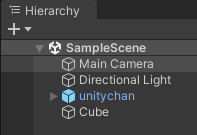 Hierarchy
SampleScene
Main Camera
Directional Light
unitychan
Cube